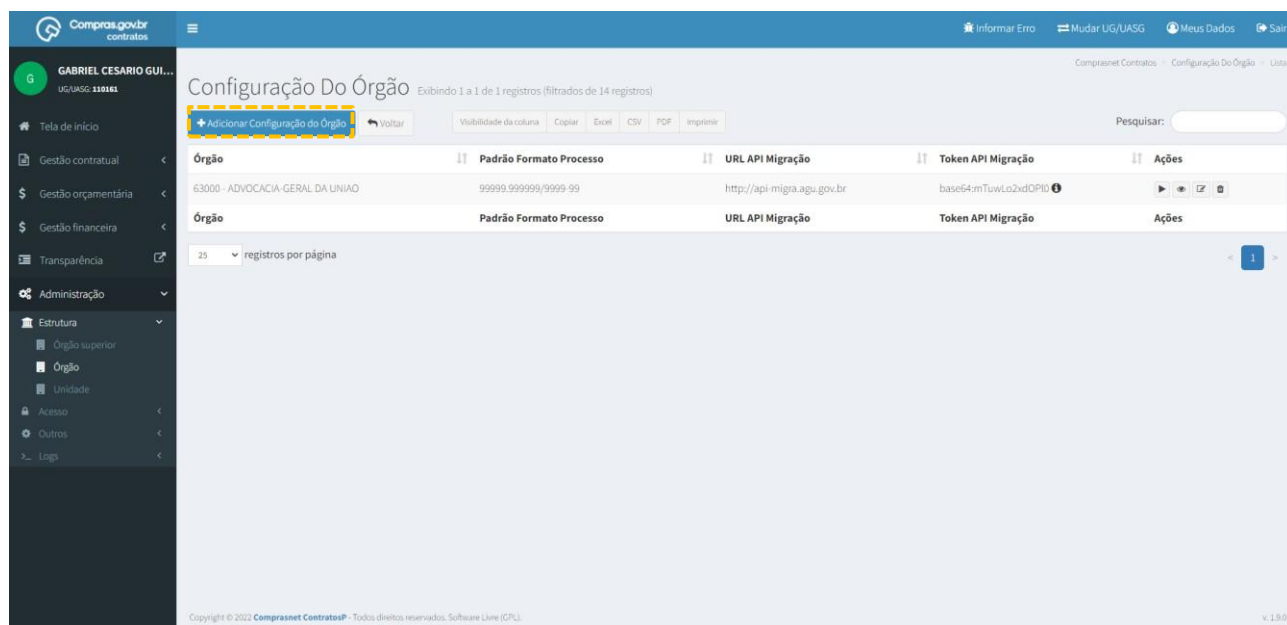 Compras.gov.br
contratos
Informar Erro Mudar UG/UASG Meus Dados Sair
G
GABRIEL CESARIO GUI...
UG/UASG: 110161
Comprasnet Contratos > Configuração Do Órgão > Lista
Configuração Do Órgão Exibindo 1 a 1 de 1 registros (filtrados de 14 registros)
Adicionar Configuração do Órgão Voltar Visibilidade da coluna Copiar Excel CSV PDF Imprimir Pesquisar:
Tela de início
Gestão contratual
Gestão orçamentária
Gestão financeira
Transparência
Administração
Estrutura
Órgão superior
Órgão
Unidade
Acesso
Outros
Logs
Órgão Padrão Formato Processo URL API Migração Token API Migração Ações
63000 - ADVOCACIA-GERAL DA UNIAO 99999.999999/9999-99 http://api-migra.agu.gov.br base64:mTuwLo2xdOPl0
Órgão Padrão Formato Processo URL API Migração Token API Migração Ações
25 registros por página < 1 >
Copyright © 2022 Comprasnet ContratosP - Todos direitos reservados. Software Livre (GPL). v. 1.9.0